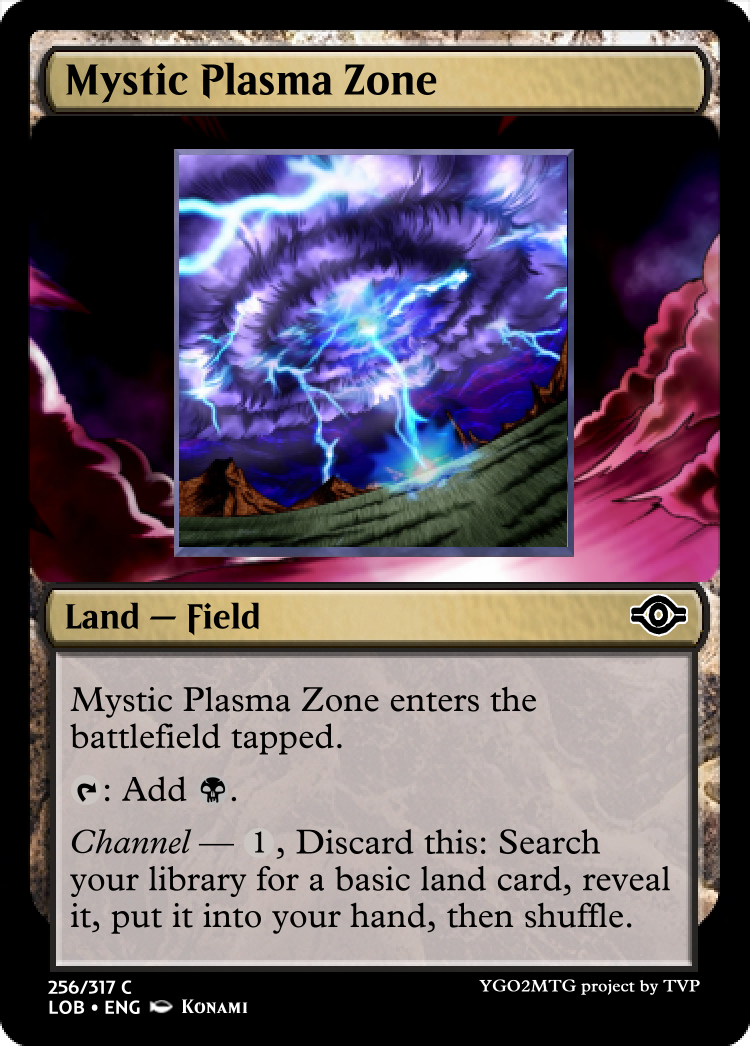 Mystic Plasma Zone
Land — Field
Mystic Plasma Zone enters the
battlefield tapped.
: Add .
Channel — 1, Discard this: Search
your library for a basic land card, reveal
it, put it into your hand, then shuffle.
256/317 C
YGO2MTG project by TVP
LOB • ENG Konami